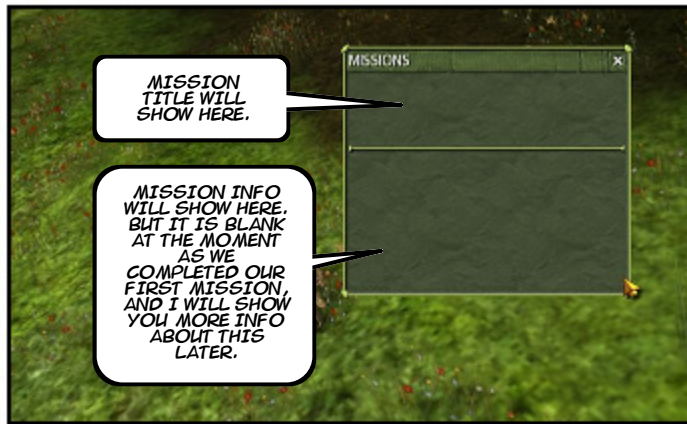 MISSIONS
MISSION
TITLE WILL
SHOW HERE.
MISSION INFO
WILL SHOW HERE.
BUT IT IS BLANK
AT THE MOMENT
AS WE
COMPLETED OUR
FIRST MISSION,
AND I WILL SHOW
YOU MORE INFO
ABOUT THIS
LATER.